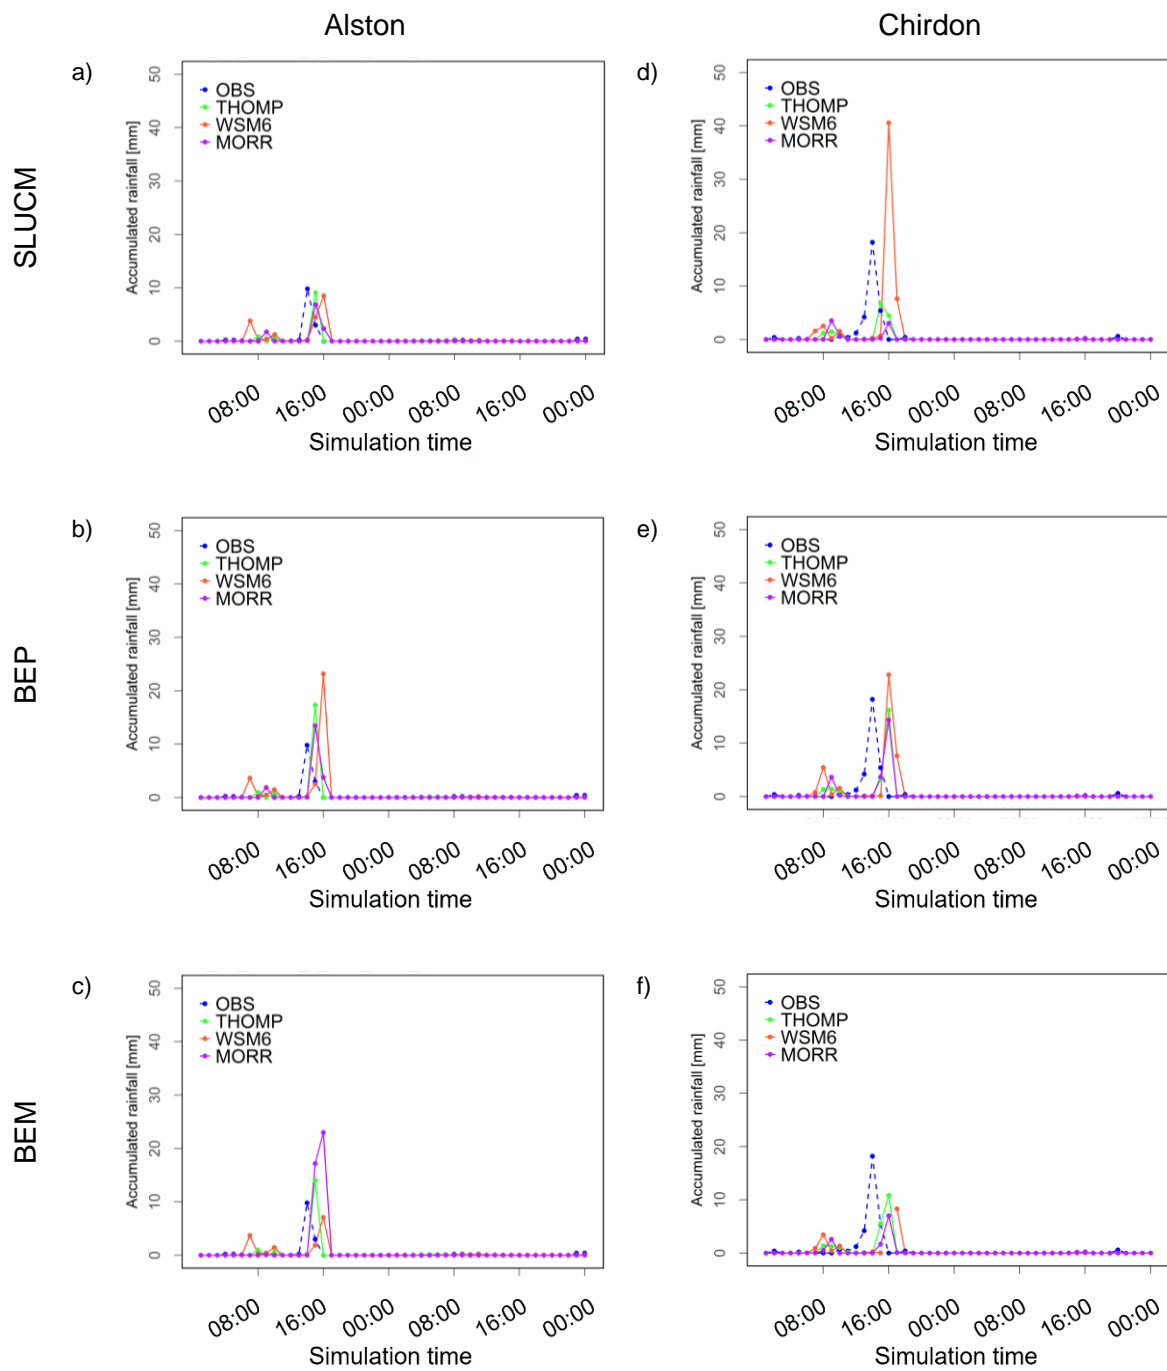 Alston
Chirdon
SLUCM
a)
Accumulated rainfall [mm]
50
40
30
20
10
0
OBS
THOMP
WSM6
MORR
08:00 16:00 00:00 08:00 16:00 00:00
Simulation time
d)
Accumulated rainfall [mm]
50
40
30
20
10
0
OBS
THOMP
WSM6
MORR
08:00 16:00 00:00 08:00 16:00 00:00
Simulation time
BEP
b)
Accumulated rainfall [mm]
50
40
30
20
10
0
OBS
THOMP
WSM6
MORR
08:00 16:00 00:00 08:00 16:00 00:00
Simulation time
e)
Accumulated rainfall [mm]
50
40
30
20
10
0
OBS
THOMP
WSM6
MORR
08:00 16:00 00:00 08:00 16:00 00:00
Simulation time
BEM
c)
Accumulated rainfall [mm]
50
40
30
20
10
0
OBS
THOMP
WSM6
MORR
08:00 16:00 00:00 08:00 16:00 00:00
Simulation time
f)
Accumulated rainfall [mm]
50
40
30
20
10
0
OBS
THOMP
WSM6
MORR
08:00 16:00 00:00 08:00 16:00 00:00
Simulation time